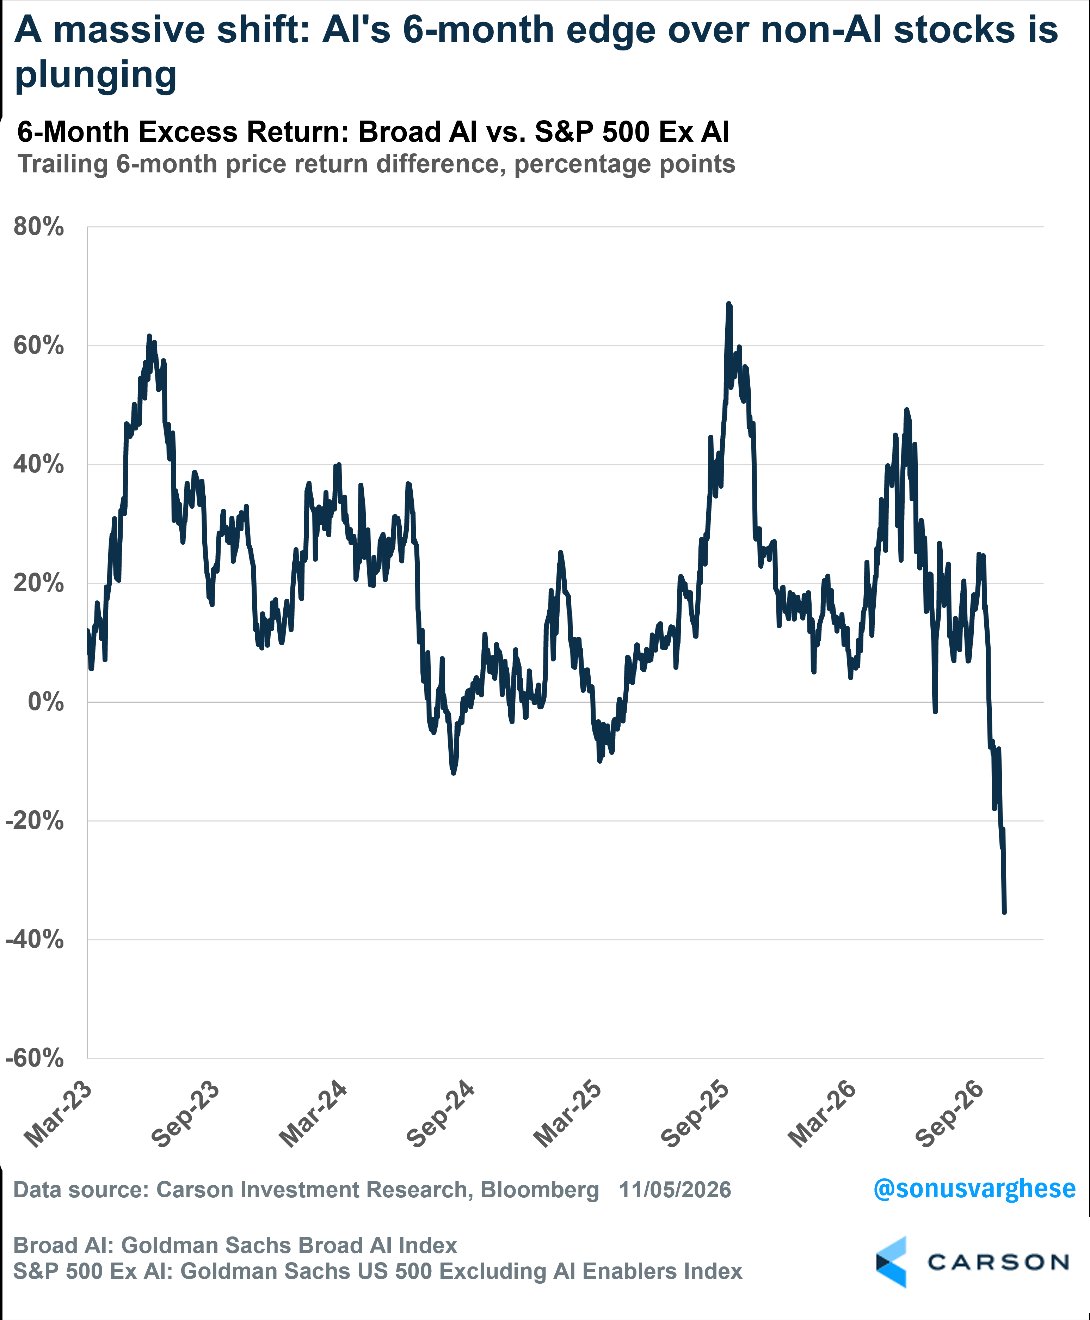 A massive shift: AI's 6-month edge over non-AI stocks is
plunging
6-Month Excess Return: Broad AI vs. S&P 500 Ex AI
Trailing 6-month price return difference, percentage points
80%
60%
40%
20%
0%
-20%
-40%
-60%
Mar-23
Sep-23
Mar-24
Sep-24
Mar-25
Sep-25
Mar-26
Sep-26
Data source: Carson Investment Research, Bloomberg 11/05/2026
@sonusvarghese
Broad AI: Goldman Sachs Broad AI Index
S&P 500 Ex AI: Goldman Sachs US 500 Excluding AI Enablers Index
CARSON